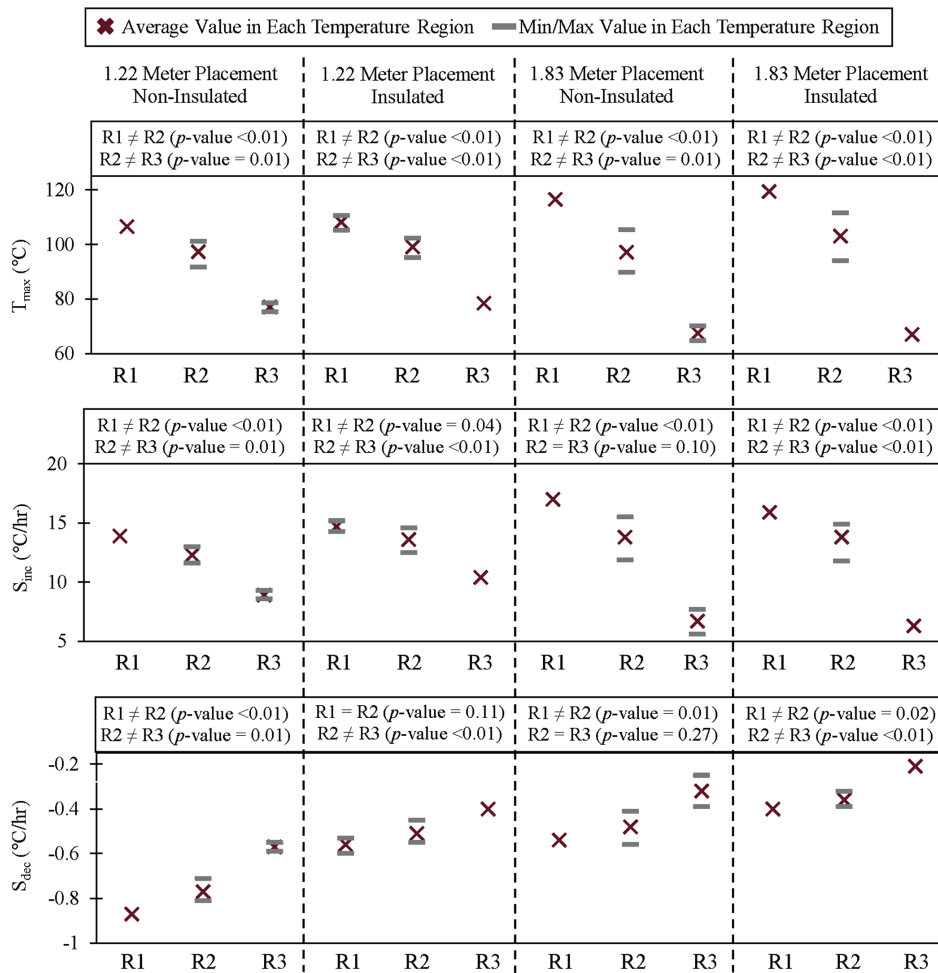 Average Value in Each Temperature Region Min/Max Value in Each Temperature Region
1.22 Meter Placement 1.22 Meter Placement 1.83 Meter Placement 1.83 Meter Placement
Non-Insulated Insulated Non-Insulated Insulated
R1 ≠ R2 (p-value <0.01) R1 ≠ R2 (p-value <0.01) R1 ≠ R2 (p-value <0.01) R1 ≠ R2 (p-value <0.01)
R2 ≠ R3 (p-value = 0.01) R2 ≠ R3 (p-value <0.01) R2 ≠ R3 (p-value = 0.01) R2 ≠ R3 (p-value <0.01)
Tmax (°C)
120
100
80
60
R1 R2 R3 R1 R2 R3 R1 R2 R3 R1 R2 R3
R1 ≠ R2 (p-value <0.01) R1 ≠ R2 (p-value = 0.04) R1 ≠ R2 (p-value <0.01) R1 ≠ R2 (p-value <0.01)
R2 ≠ R3 (p-value = 0.01) R2 ≠ R3 (p-value <0.01) R2 = R3 (p-value = 0.10) R2 ≠ R3 (p-value <0.01)
Sinc (°C/hr)
20
15
10
5
R1 R2 R3 R1 R2 R3 R1 R2 R3 R1 R2 R3
R1 ≠ R2 (p-value <0.01) R1 = R2 (p-value = 0.11) R1 ≠ R2 (p-value = 0.01) R1 ≠ R2 (p-value = 0.02)
R2 ≠ R3 (p-value = 0.01) R2 ≠ R3 (p-value <0.01) R2 = R3 (p-value = 0.27) R2 ≠ R3 (p-value <0.01)
Sdec (°C/hr)
-0.2
-0.4
-0.6
-0.8
-1
R1 R2 R3 R1 R2 R3 R1 R2 R3 R1 R2 R3